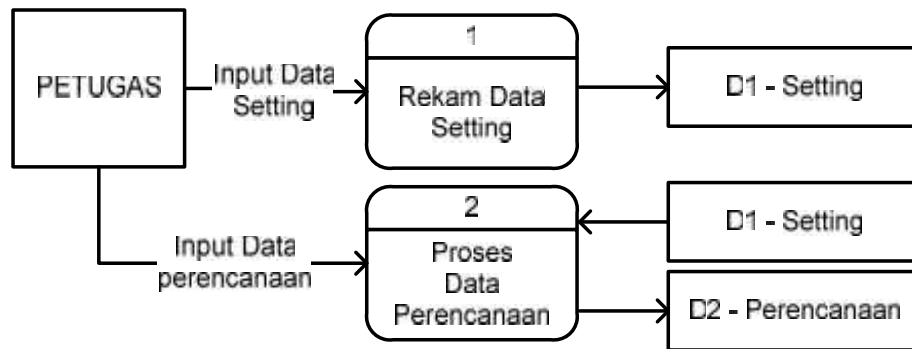 1
PETUGAS
Input Data
Setting
Rekam Data
Setting
D1 - Setting
2
Input Data
perencanaan
Proses
Data
Perencanaan
D1 - Setting
D2 - Perencanaan